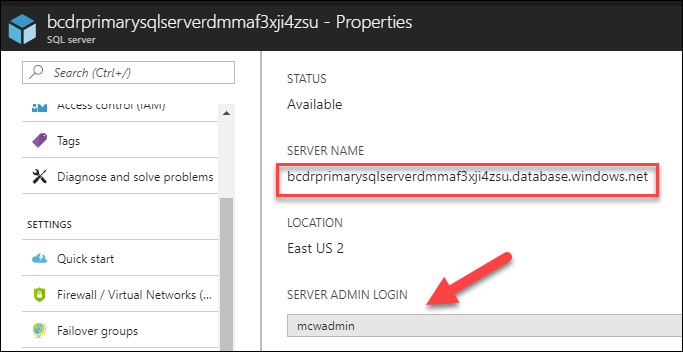 bcdrprimarysqlserverdmmaf3xji4zsu - Properties
SQL server
Search (Ctrl+/)
Access control (IAM)
Tags
Diagnose and solve problems
SETTINGS
Quick start
Firewall / Virtual Networks (...
Failover groups
STATUS
Available
SERVER NAME
bcdrprimarysqlserverdmmaf3xji4zsu.database.windows.net
LOCATION
East US 2
SERVER ADMIN LOGIN
mcwadmin